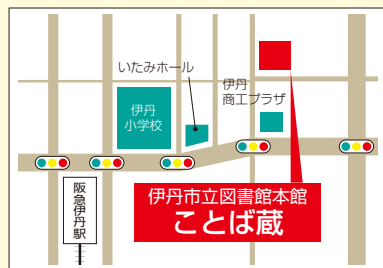 いたみホール
伊丹
小学校
伊丹
商工プラザ
阪急伊丹駅
伊丹市立図書館本館
ことば蔵